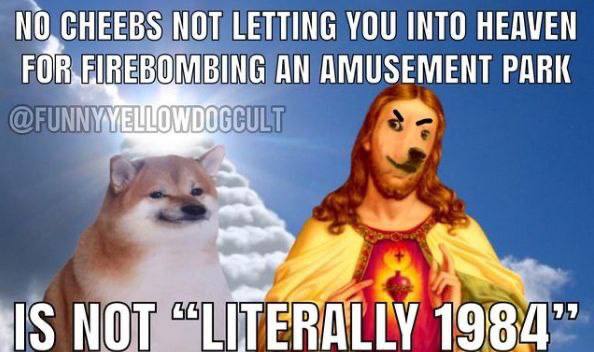 NO CHEEBS NOT LETTING YOU INTO HEAVEN
FOR FIREBOMBING AN AMUSEMENT PARK
@FUNNYYELLOWDOGCULT
IS NOT “LITERALLY 1984”